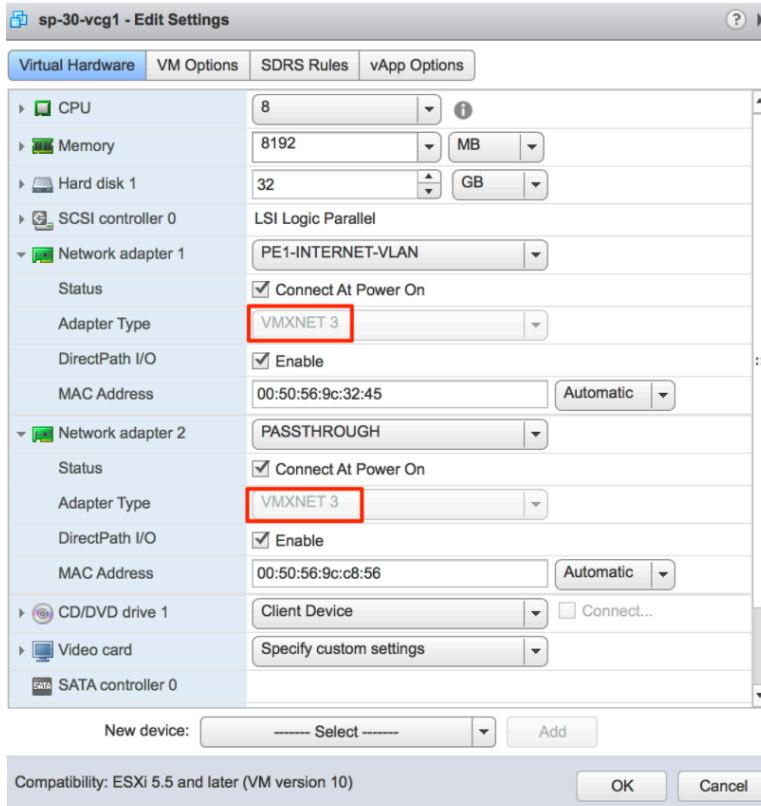 sp-30-vcg1 - Edit Settings ?
Virtual Hardware VM Options SDRS Rules vApp Options
CPU 8
Memory 8192 MB
Hard disk 1 32 GB
SCSI controller 0 LSI Logic Parallel
Network adapter 1 PE1-INTERNET-VLAN
Status Connect At Power On
Adapter Type VMXNET 3
DirectPath I/O Enable
MAC Address 00:50:56:9c:32:45 Automatic
Network adapter 2 PASSTHROUGH
Status Connect At Power On
Adapter Type VMXNET 3
DirectPath I/O Enable
MAC Address 00:50:56:9c:c8:56 Automatic
CD/DVD drive 1 Client Device Connect...
Video card Specify custom settings
SATA SATA controller 0
New device: ------- Select ------- Add
Compatibility: ESXi 5.5 and later (VM version 10) OK Cancel